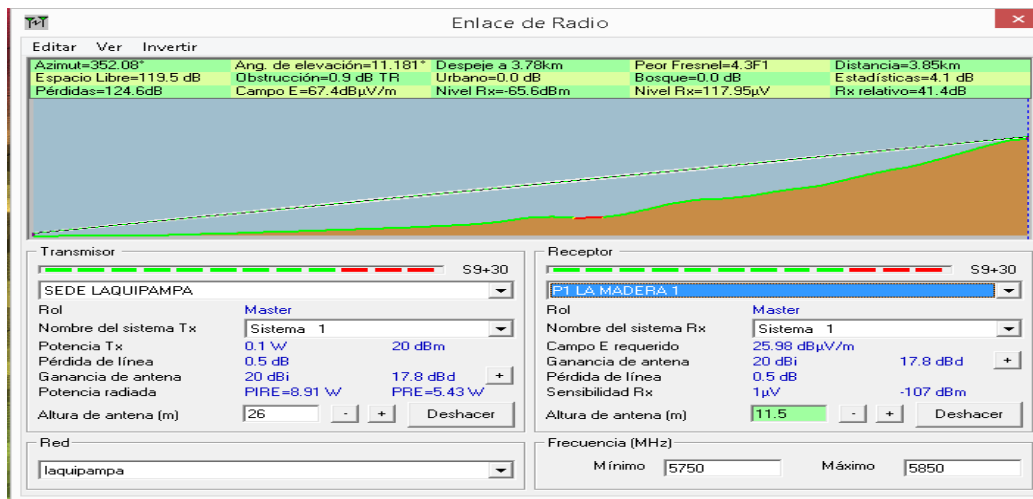 Enlace de Radio
Editar Ver Invertir
Azimut=352.08° Ang. de elevación=11.181° Despeje a 3.78km Peor Fresnel=4.3F1 Distancia=3.85km
Espacio Libre=119.5 dB Obstrucción=0.9 dB TR Urbano=0.0 dB Bosque=0.0 dB Estadísticas=4.1 dB
Pérdidas=124.6dB Campo E=67.4dBµV/m Nivel Rx=-65.6dBm Nivel Rx=117.95µV Rx relativo=41.4dB
Transmisor
S9+30
SEDE LAQUIPAMPA
Rol Master
Nombre del sistema Tx Sistema 1
Potencia Tx 0.1 W 20 dBm
Pérdida de línea 0.5 dB
Ganancia de antena 20 dBi 17.8 dBd +
Potencia radiada PIRE=8.91 W PRE=5.43 W
Altura de antena (m) 26 - + Deshacer
Red
laquipampa
Receptor
S9+30
P1 LA MADERA 1
Rol Master
Nombre del sistema Rx Sistema 1
Campo E requerido 25.98 dBµV/m
Ganancia de antena 20 dBi 17.8 dBd +
Pérdida de línea 0.5 dB
Sensibilidad Rx 1µV -107 dBm
Altura de antena (m) 11.5 - + Deshacer
Frecuencia (MHz)
Mínimo 5750 Máximo 5850